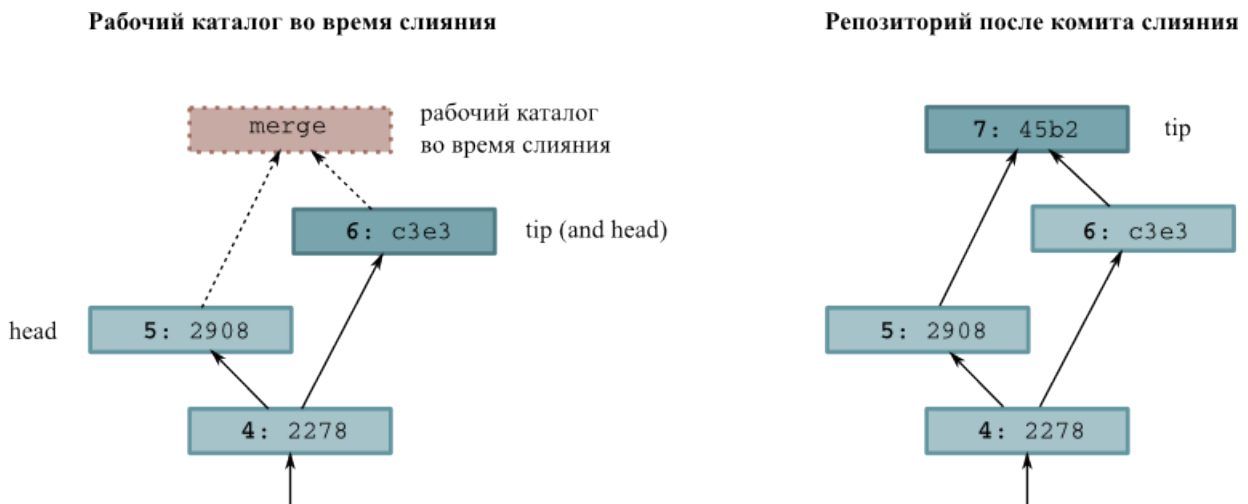 Рабочий каталог во время слияния
merge
рабочий каталог
во время слияния
6: c3e3
tip (and head)
head
5: 2908
4: 2278
Репозиторий после комита слияния
7: 45b2
tip
6: c3e3
5: 2908
4: 2278